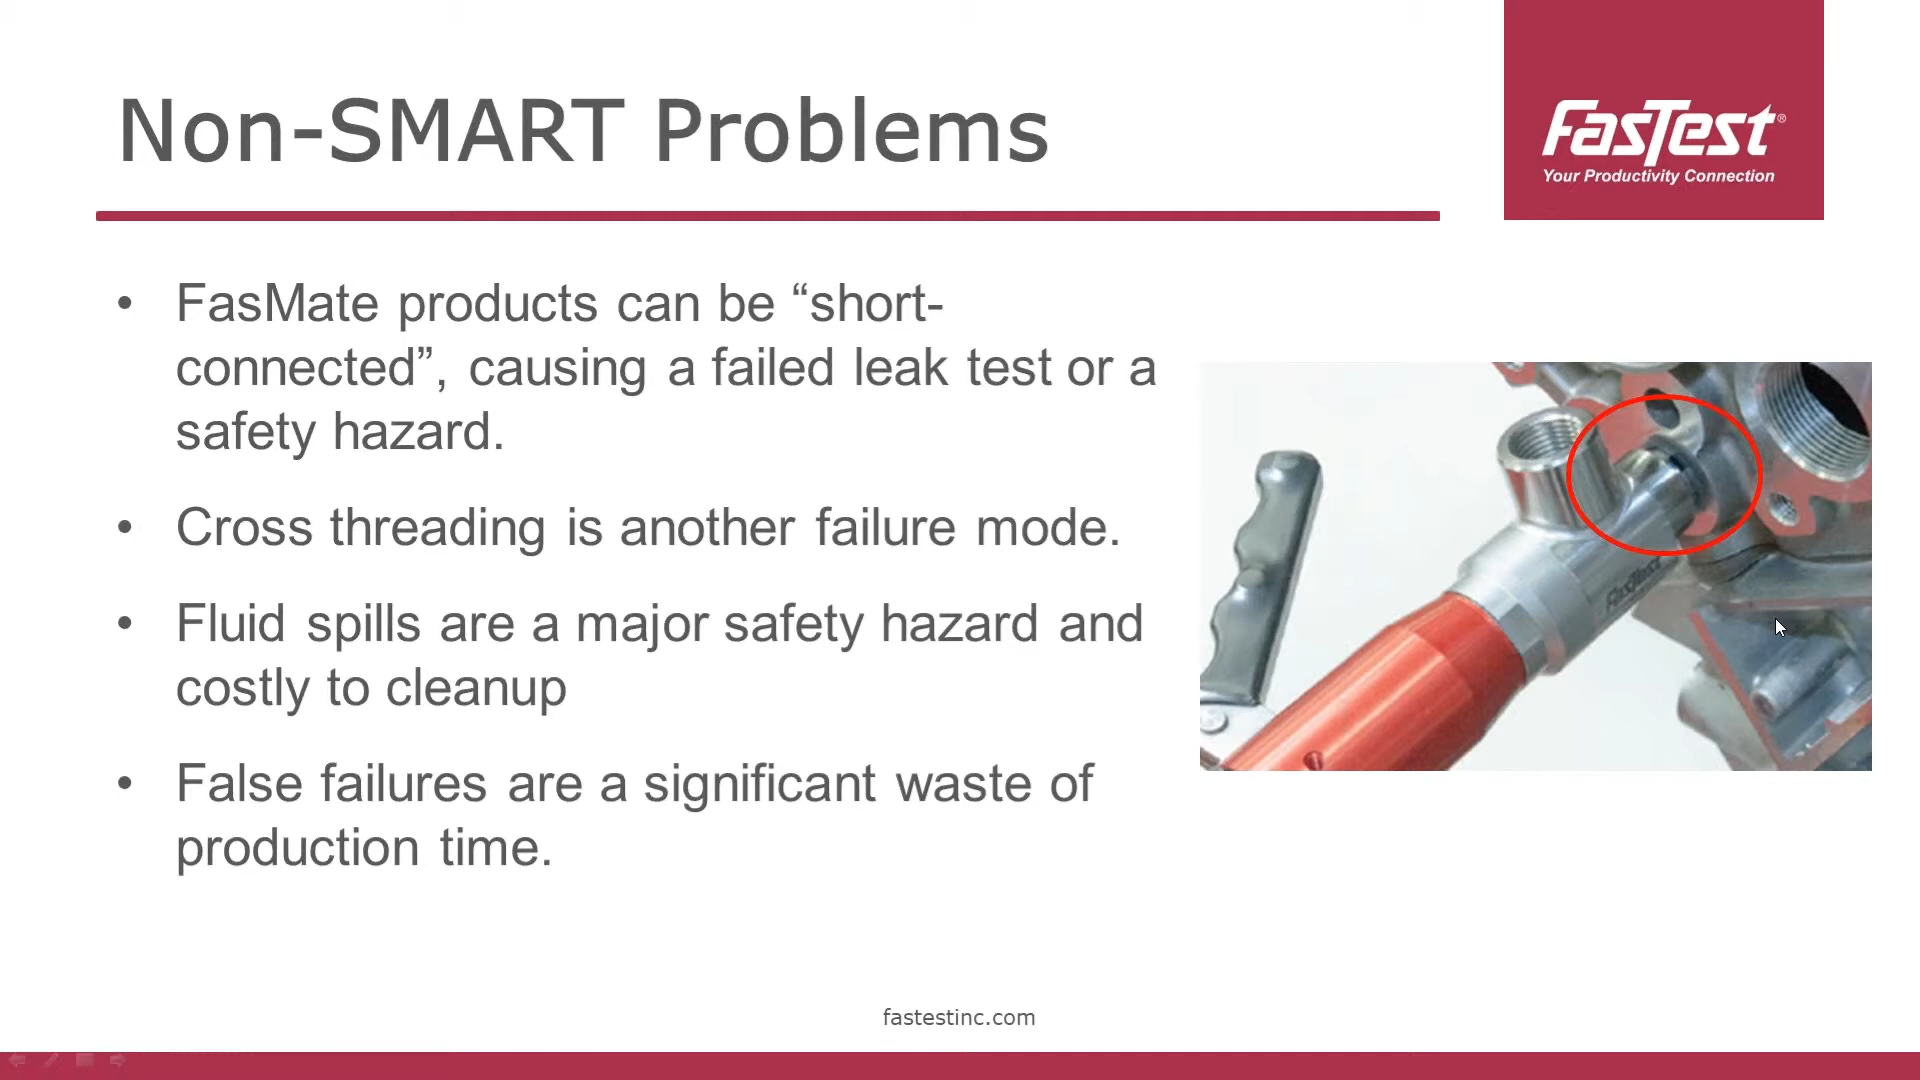 Non-SMART Problems
FasTest®
Your Productivity Connection
• FasMate products can be “short-
connected”, causing a failed leak test or a
safety hazard.
• Cross threading is another failure mode.
• Fluid spills are a major safety hazard and
costly to cleanup
• False failures are a significant waste of
production time.
FasTest
fastestinc.com